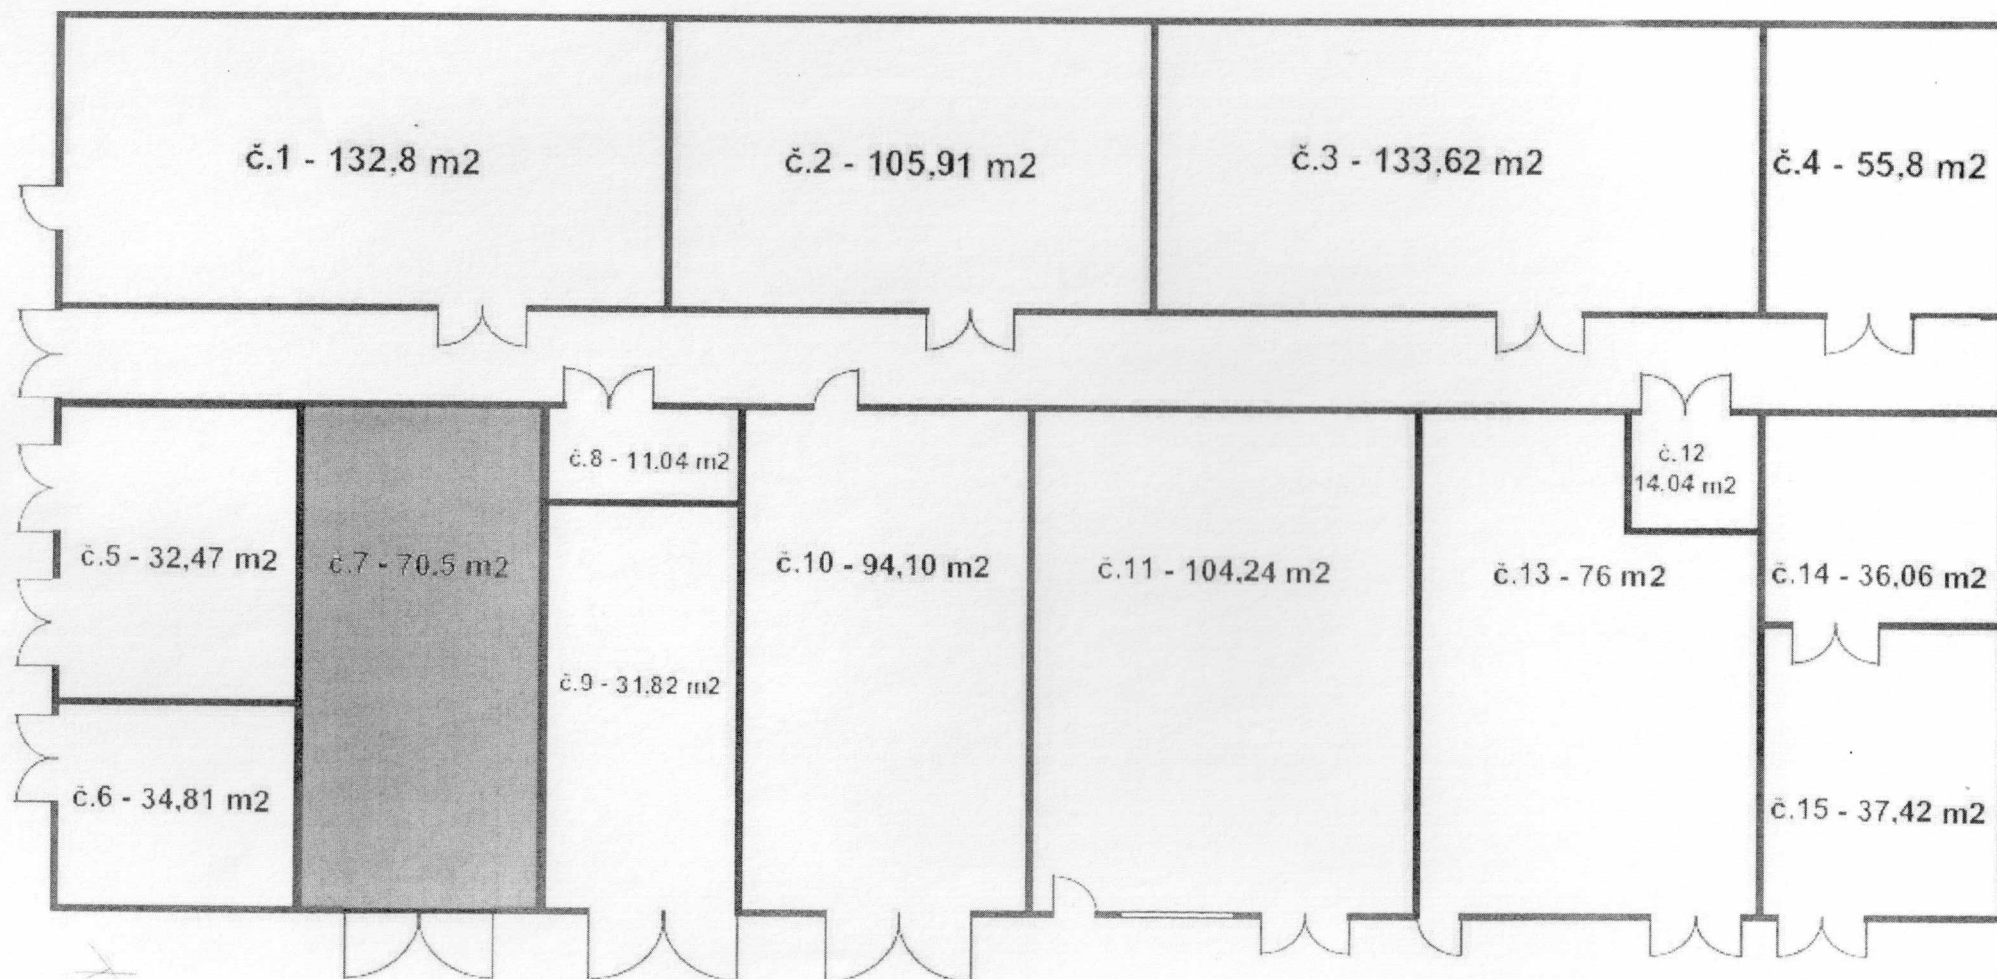 č.1 - 132,8 m2
č.2 - 105,91 m2
č.3 - 133,62 m2
č.4 - 55,8 m2
č.5 - 32,47 m2
č.6 - 34,81 m2
č.7 - 70.5 m2
č.8 - 11.04 m2
č.9 - 31.82 m2
č.10 - 94,10 m2
č.11 - 104,24 m2
č.12
14.04 m2
č.13 - 76 m2
č.14 - 36,06 m2
č.15 - 37,42 m2